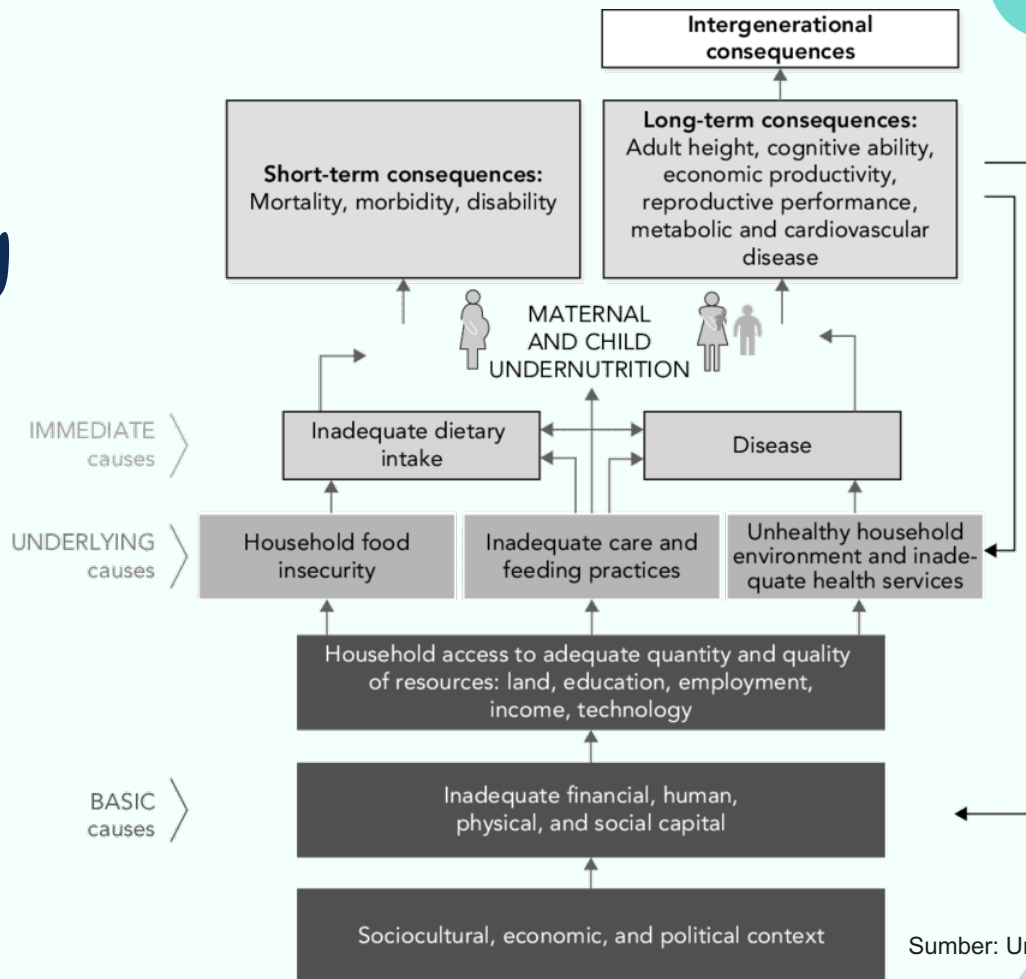 Intergenerational
consequences
Short-term consequences:
Mortality, morbidity, disability
Long-term consequences:
Adult height, cognitive ability,
economic productivity,
reproductive performance,
metabolic and cardiovascular
disease
MATERNAL
AND CHILD
UNDERNUTRITION
IMMEDIATE
causes
Inadequate dietary
intake
Disease
UNDERLYING
causes
Household food
insecurity
Inadequate care and
feeding practices
Unhealthy household
environment and inade-
quate health services
Household access to adequate quantity and quality
of resources: land, education, employment,
income, technology
BASIC
causes
Inadequate financial, human,
physical, and social capital
Sociocultural, economic, and political context
Sumber: